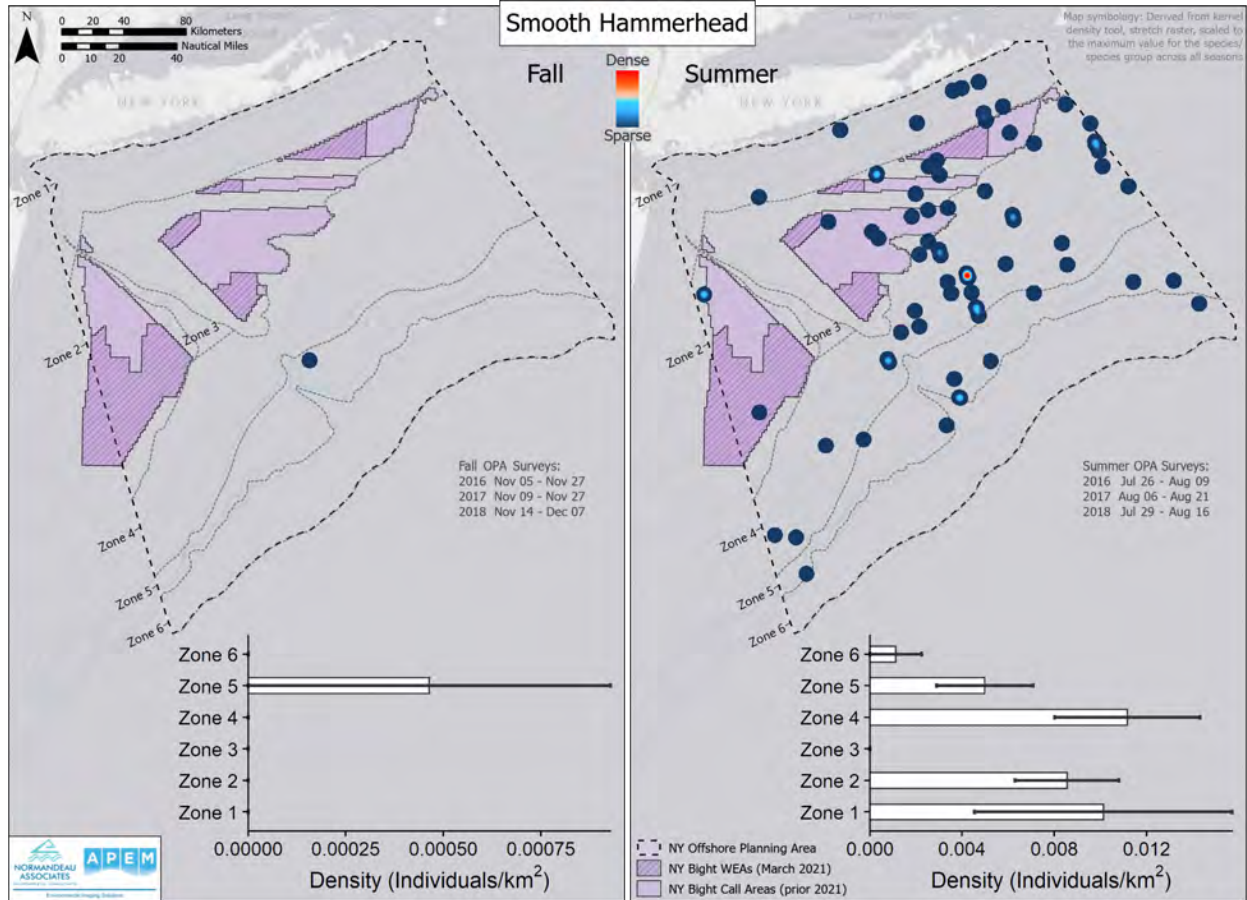 Smooth Hammerhead
N
0 20 40 80
Kilometers
Nautical Miles
0 10 20 40
Fall
Dense
Sparse
Summer
Map symbology: Derived from kernel
density tool, stretch raster, scaled to
the maximum value for the species/
species group across all seasons
NEW YORK
Zone 1
Zone 2
Zone 3
Zone 4
Zone 5
Zone 6
Fall OPA Surveys:
2016 Nov 05 - Nov 27
2017 Nov 09 - Nov 27
2018 Nov 14 - Dec 07
Zone 6
Zone 5
Zone 4
Zone 3
Zone 2
Zone 1
0.00000 0.00025 0.00050 0.00075
Density (Individuals/km²)
NORMANDEAU
ASSOCIATES
APEM
NEW YORK
Zone 1
Zone 2
Zone 3
Zone 4
Zone 5
Zone 6
Summer OPA Surveys:
2016 Jul 26 - Aug 09
2017 Aug 06 - Aug 21
2018 Jul 29 - Aug 16
Zone 6
Zone 5
Zone 4
Zone 3
Zone 2
Zone 1
0.000 0.004 0.008 0.012
Density (Individuals/km²)
NY Offshore Planning Area
NY Bight WEAs (March 2021)
NY Bight Call Areas (prior 2021)